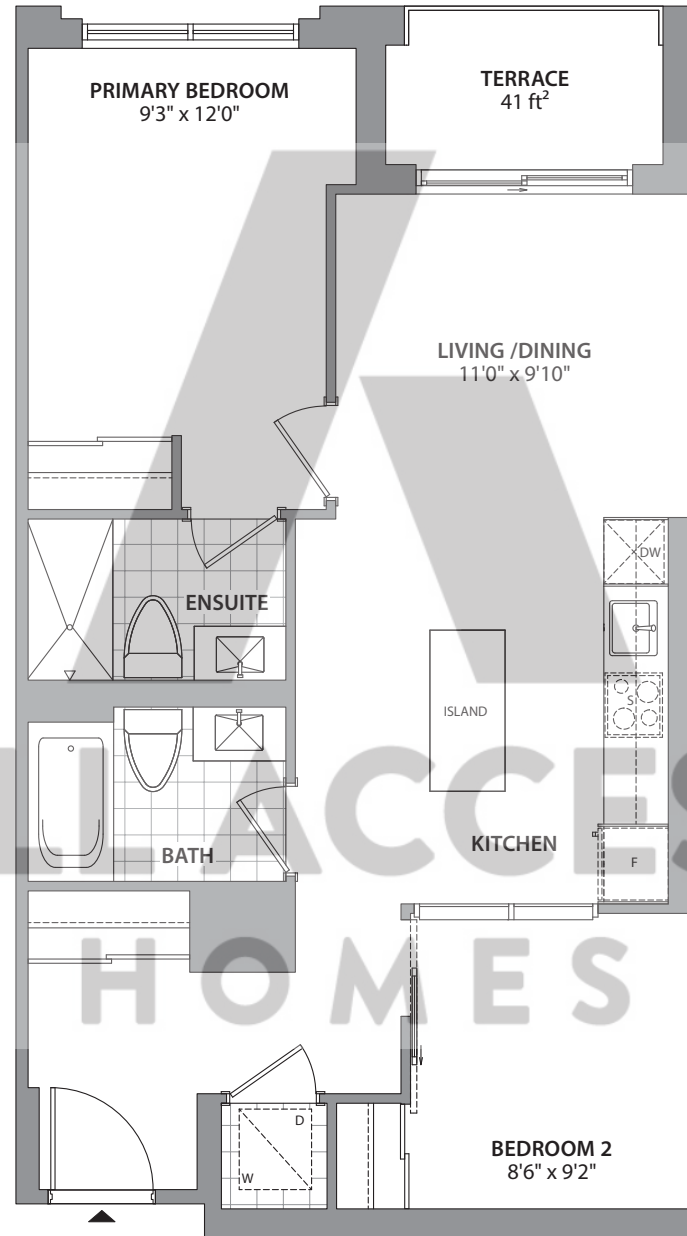 PRIMARY BEDROOM
9'3" x 12'0"
TERRACE
41 ft²
LIVING /DINING
11'0" x 9'10"
DW
ENSUITE
S
ISLAND
LL ACCES
KITCHEN
BATH
F
HOMES
D
W
BEDROOM 2
8'6" x 9'2"